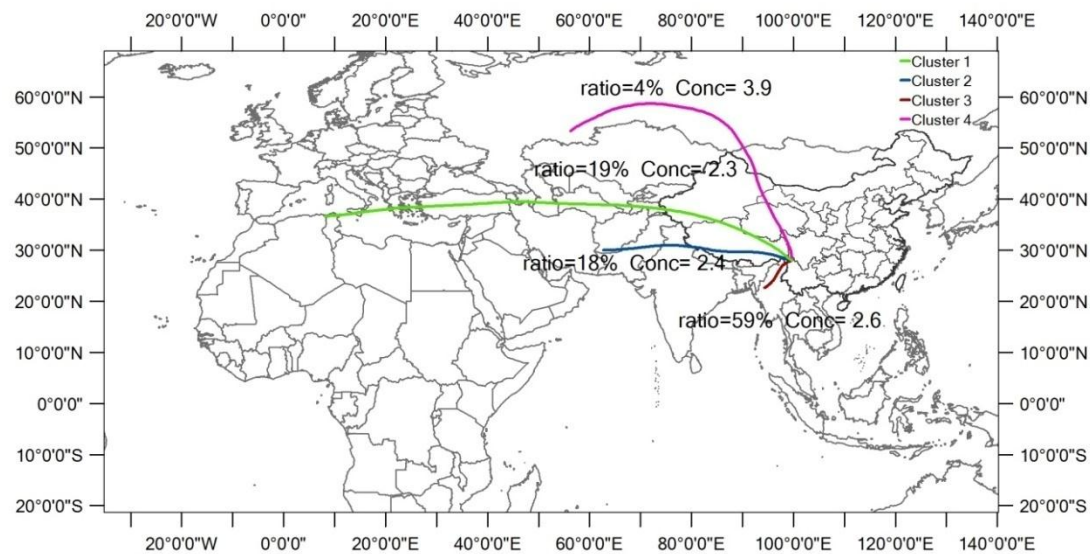 20°0'0"W 0°0'0" 20°0'0"E 40°0'0"E 60°0'0"E 80°0'0"E 100°0'0"E 120°0'0"E 140°0'0"E
Cluster 1
Cluster 2
Cluster 3
Cluster 4
ratio=4% Conc= 3.9
60°0'0"N 60°0'0"N
50°0'0"N 50°0'0"N
ratio=19% Conc= 2.3
40°0'0"N 40°0'0"N
30°0'0"N 30°0'0"N
ratio=18% Conc= 2.4
20°0'0"N 20°0'0"N
ratio=59% Conc= 2.6
10°0'0"N 10°0'0"N
0°0'0" 0°0'0"
10°0'0"S 10°0'0"S
20°0'0"S 20°0'0"S
20°0'0"W 0°0'0" 20°0'0"E 40°0'0"E 60°0'0"E 80°0'0"E 100°0'0"E 120°0'0"E 140°0'0"E